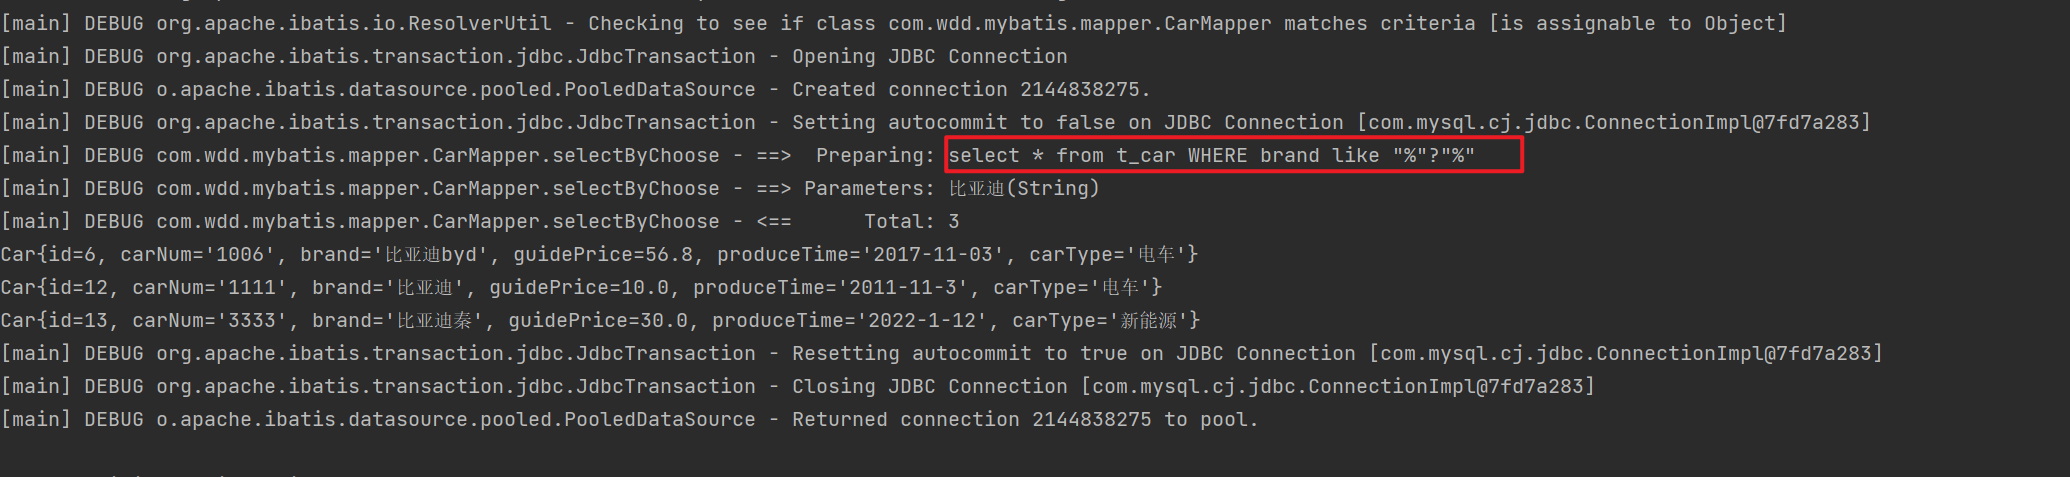 [main] DEBUG org.apache.ibatis.io.ResolverUtil - Checking to see if class com.wdd.mybatis.mapper.CarMapper matches criteria [is assignable to Object]
[main] DEBUG org.apache.ibatis.transaction.jdbc.JdbcTransaction - Opening JDBC Connection
[main] DEBUG o.apache.ibatis.datasource.pooled.PooledDataSource - Created connection 2144838275.
[main] DEBUG org.apache.ibatis.transaction.jdbc.JdbcTransaction - Setting autocommit to false on JDBC Connection [com.mysql.cj.jdbc.ConnectionImpl@7fd7a283]
[main] DEBUG com.wdd.mybatis.mapper.CarMapper.selectByChoose - ==>  Preparing: select * from t_car WHERE brand like "%"?"%"
[main] DEBUG com.wdd.mybatis.mapper.CarMapper.selectByChoose - ==> Parameters: 比亚迪(String)
[main] DEBUG com.wdd.mybatis.mapper.CarMapper.selectByChoose - <==      Total: 3
Car{id=6, carNum='1006', brand='比亚迪byd', guidePrice=56.8, produceTime='2017-11-03', carType='电车'}
Car{id=12, carNum='1111', brand='比亚迪', guidePrice=10.0, produceTime='2011-11-3', carType='电车'}
Car{id=13, carNum='3333', brand='比亚迪秦', guidePrice=30.0, produceTime='2022-1-12', carType='新能源'}
[main] DEBUG org.apache.ibatis.transaction.jdbc.JdbcTransaction - Resetting autocommit to true on JDBC Connection [com.mysql.cj.jdbc.ConnectionImpl@7fd7a283]
[main] DEBUG org.apache.ibatis.transaction.jdbc.JdbcTransaction - Closing JDBC Connection [com.mysql.cj.jdbc.ConnectionImpl@7fd7a283]
[main] DEBUG o.apache.ibatis.datasource.pooled.PooledDataSource - Returned connection 2144838275 to pool.